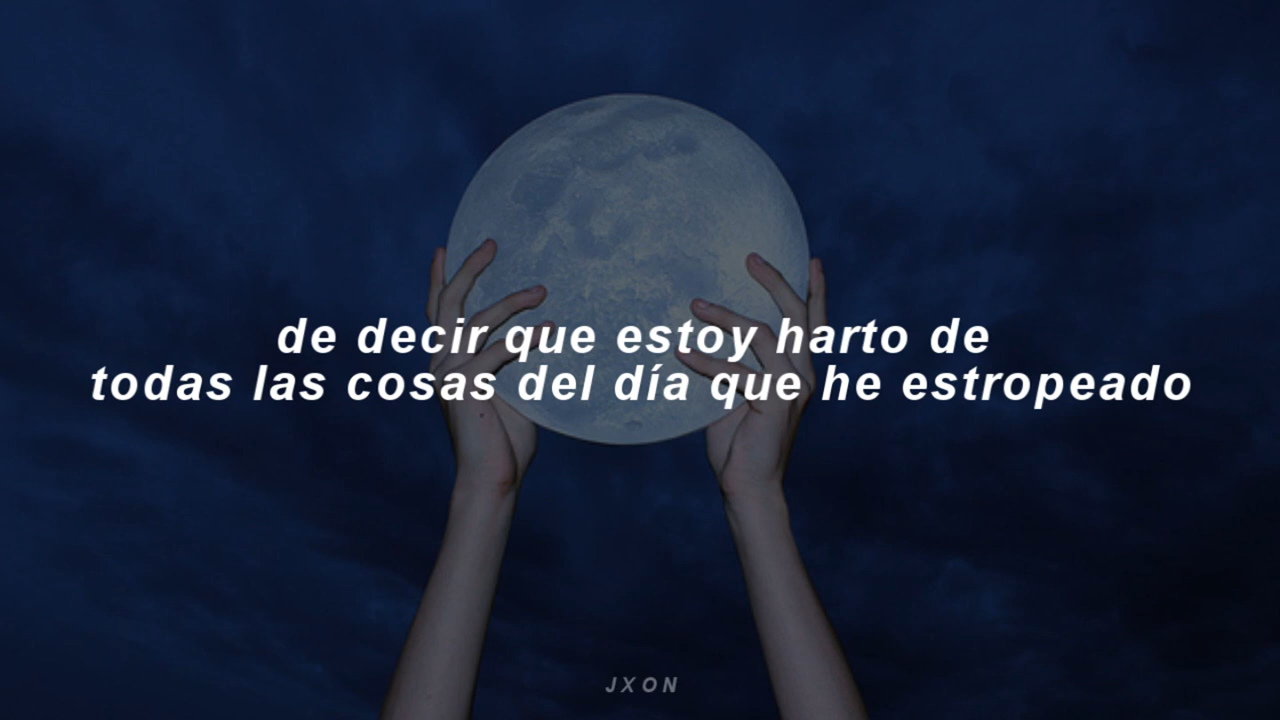 de decir que estoy harto de
todas las cosas del día que he estropeado
JXON